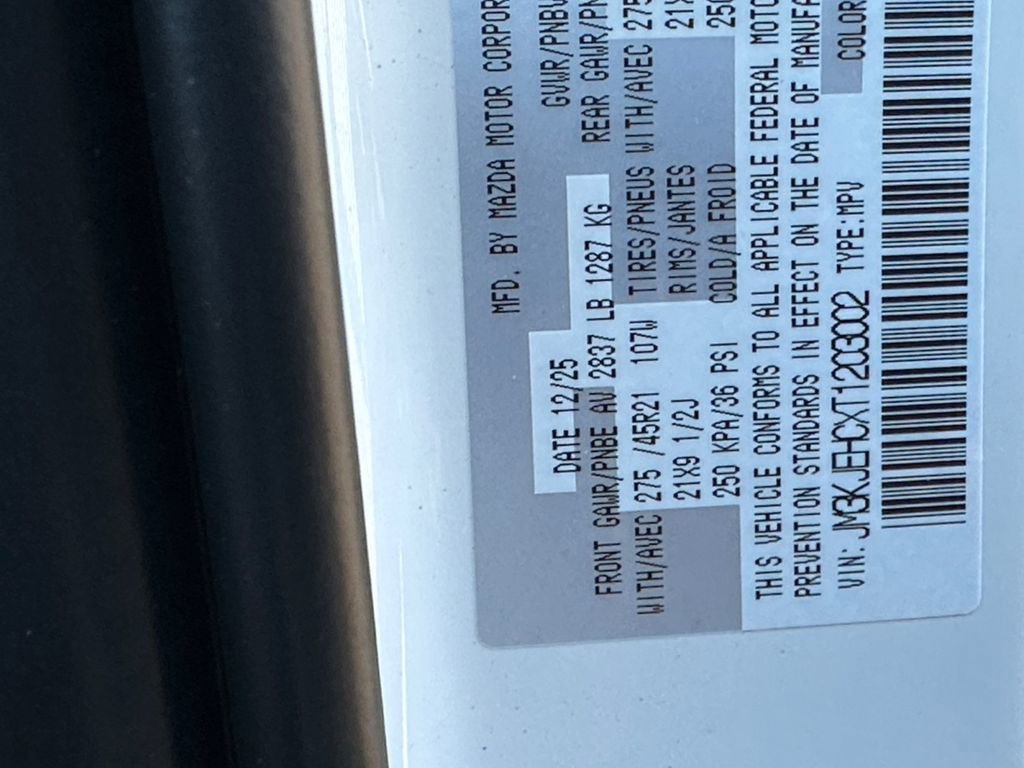 MFD. BY MAZDA MOTOR CORPOR
DATE 12/25 GVWR/PNBV
FRONT GAWR/PNBE AV 2837 LB 1287 KG REAR GAWR/PN
WITH/AVEC 275 /45R21 107W TIRES/PNEUS WITH/AVEC 275
21X9 1/2J RIMS/JANTES 21X
250 KPA/36 PSI COLD/A FROID 250
THIS VEHICLE CONFORMS TO ALL APPLICABLE FEDERAL MOTO
PREVENTION STANDARDS IN EFFECT ON THE DATE OF MANUFA
VIN: JM3KJEHCXT1203002 TYPE:MPV COLOR